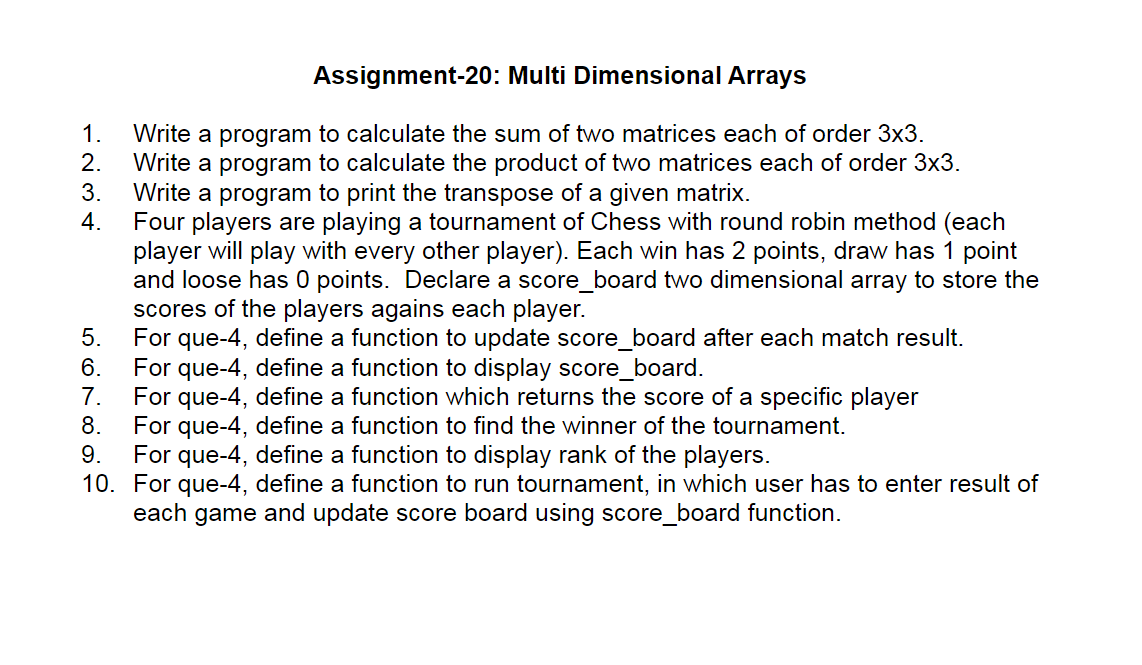 Assignment-20: Multi Dimensional Arrays
1. Write a program to calculate the sum of two matrices each of order 3x3.
2. Write a program to calculate the product of two matrices each of order 3x3.
3. Write a program to print the transpose of a given matrix.
4. Four players are playing a tournament of Chess with round robin method (each
player will play with every other player). Each win has 2 points, draw has 1 point
and loose has 0 points.  Declare a score_board two dimensional array to store the
scores of the players agains each player.
5. For que-4, define a function to update score_board after each match result.
6. For que-4, define a function to display score_board.
7. For que-4, define a function which returns the score of a specific player
8. For que-4, define a function to find the winner of the tournament.
9. For que-4, define a function to display rank of the players.
10. For que-4, define a function to run tournament, in which user has to enter result of
each game and update score board using score_board function.